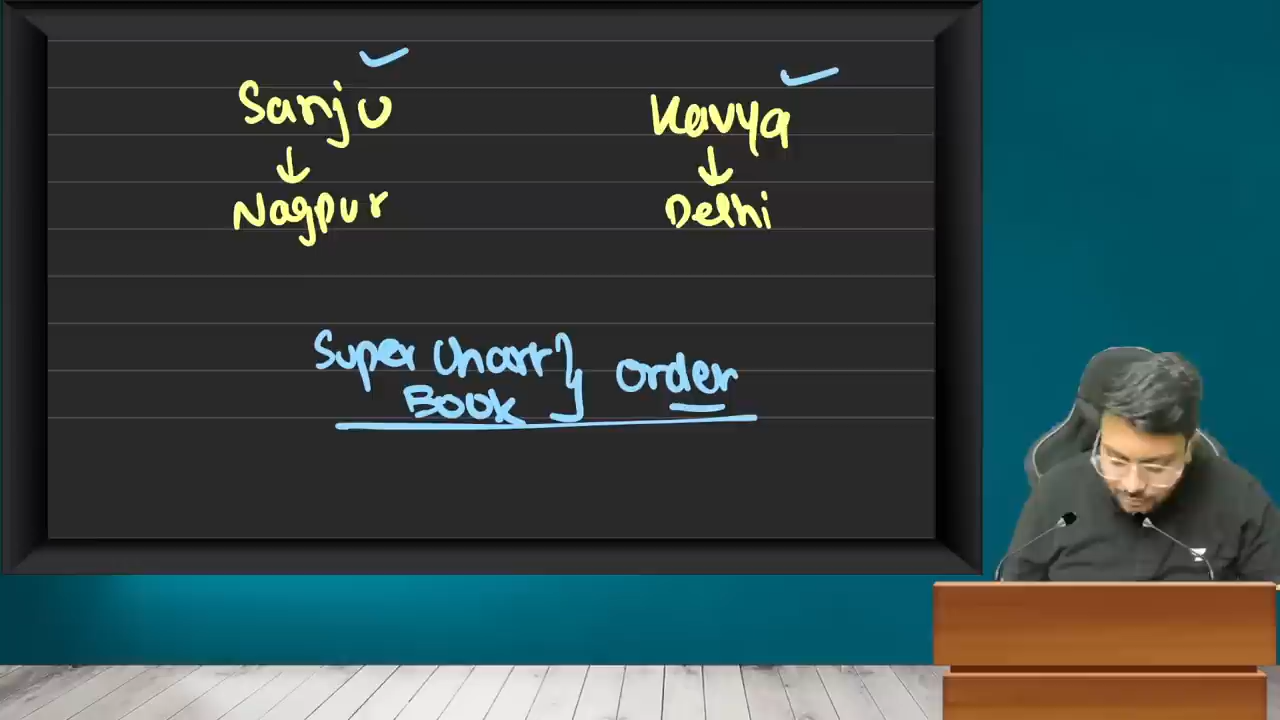 Sanju
Kavya
↓
↓
Nagpur
Delhi
Super Chart } order
Book